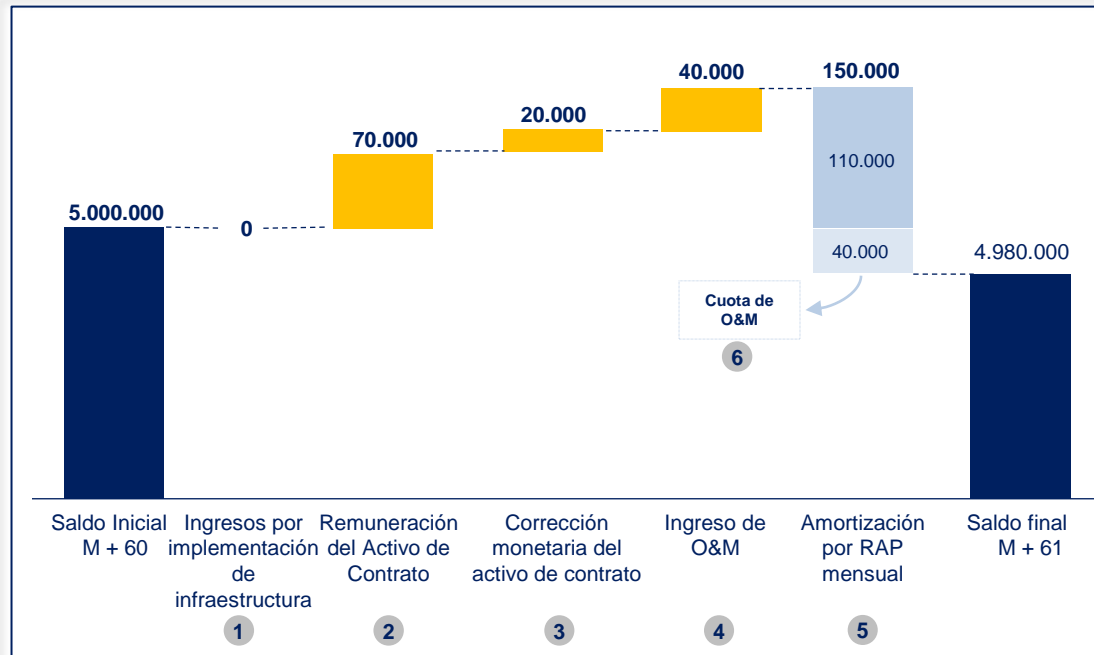 40.000
150.000
20.000
70.000
110.000
5.000.000
0
40.000
4.980.000
Cuota de
O&M
6
Saldo Inicial
M + 60
Ingresos por
implementación
de
infraestructura
Remuneración
del Activo de
Contrato
Corrección
monetaria del
activo de contrato
Ingreso de
O&M
Amortización
por RAP
mensual
Saldo final
M + 61
1
2
3
4
5